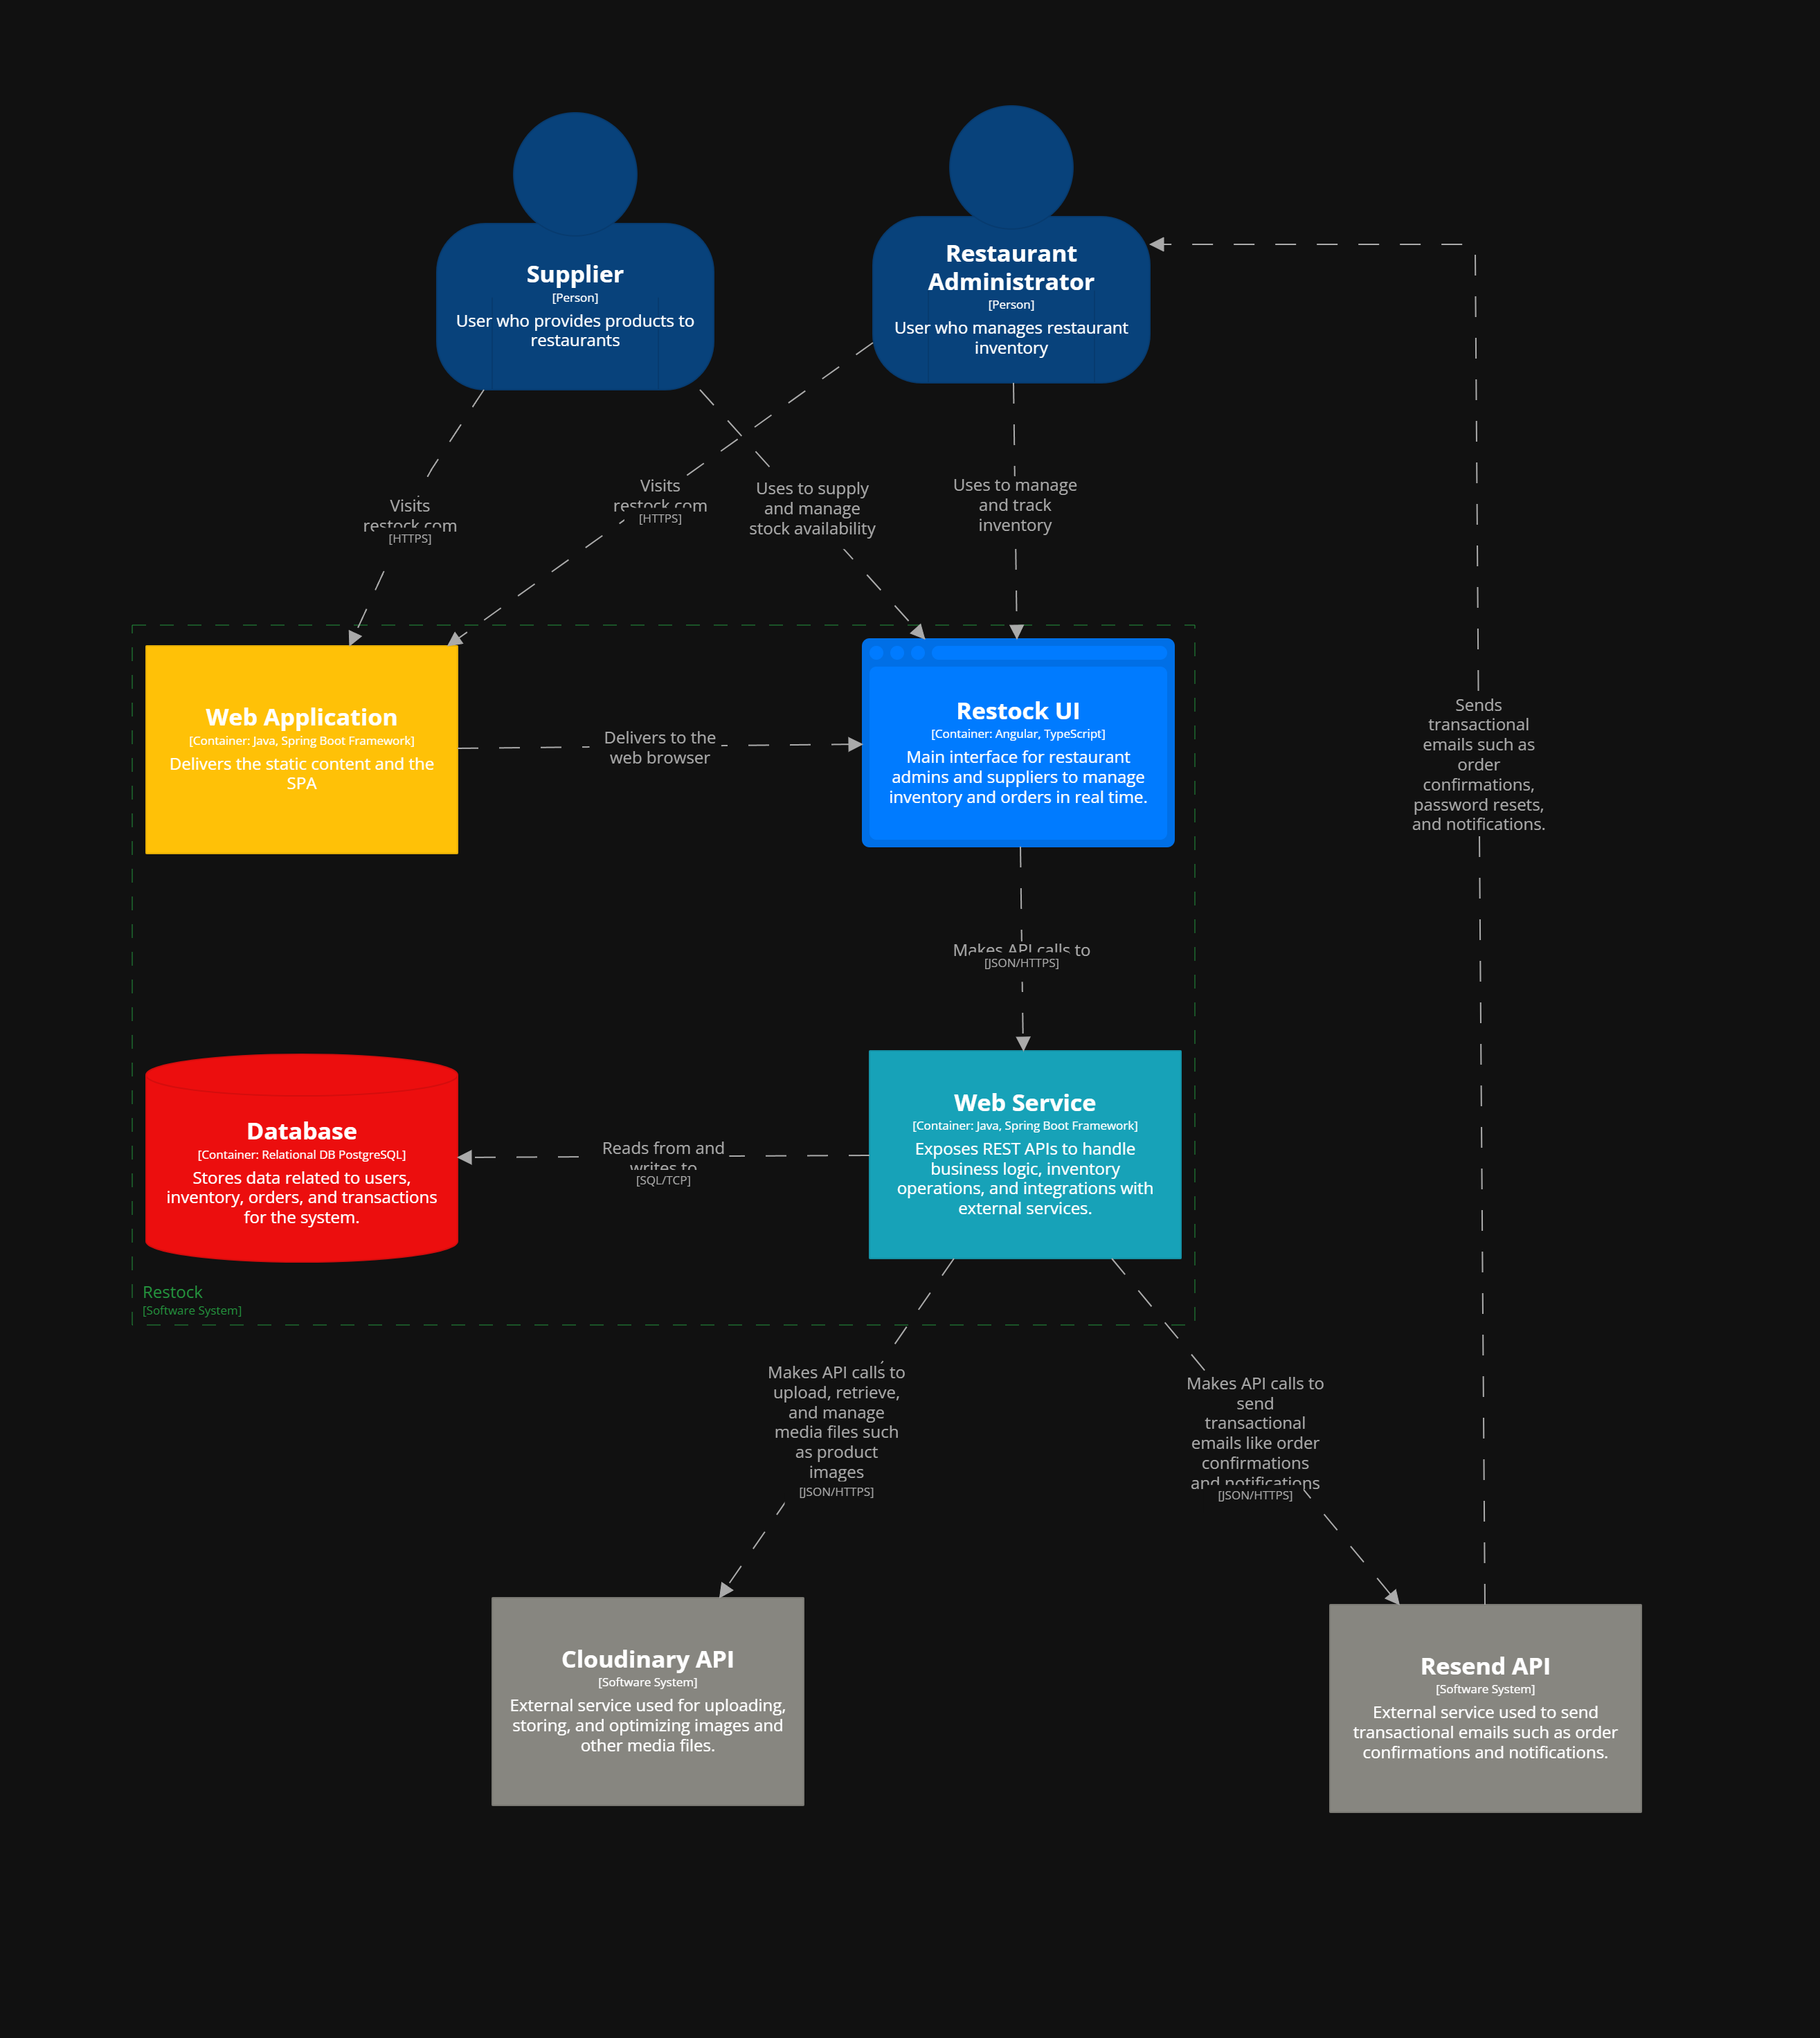 Supplier
[Person]
User who provides products to
restaurants
Restaurant
Administrator
[Person]
User who manages restaurant
inventory
Visits
restock.com
[HTTPS]
Visits
restock.com
[HTTPS]
Uses to supply
and manage
stock availability
Uses to manage
and track
inventory
Web Application
[Container: Java, Spring Boot Framework]
Delivers the static content and the
SPA
Delivers to the
web browser
Restock UI
[Container: Angular, TypeScript]
Main interface for restaurant
admins and suppliers to manage
inventory and orders in real time.
Sends
transactional
emails such as
order
confirmations,
password resets,
and notifications.
Makes API calls to
[JSON/HTTPS]
Database
[Container: Relational DB PostgreSQL]
Stores data related to users,
inventory, orders, and transactions
for the system.
Reads from and
writes to
[SQL/TCP]
Web Service
[Container: Java, Spring Boot Framework]
Exposes REST APIs to handle
business logic, inventory
operations, and integrations with
external services.
Restock
[Software System]
Makes API calls to
upload, retrieve,
and manage
media files such
as product
images
[JSON/HTTPS]
Makes API calls to
send
transactional
emails like order
confirmations
and notifications
[JSON/HTTPS]
Cloudinary API
[Software System]
External service used for uploading,
storing, and optimizing images and
other media files.
Resend API
[Software System]
External service used to send
transactional emails such as order
confirmations and notifications.